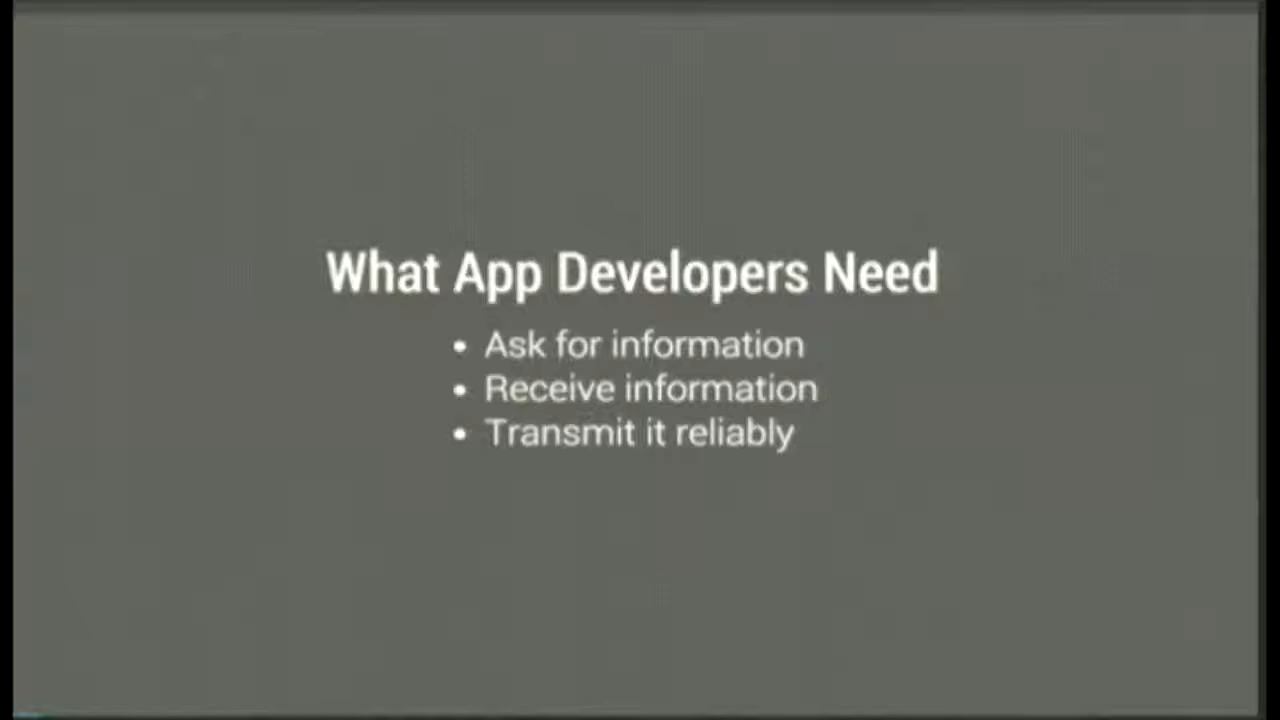 What App Developers Need
• Ask for information
• Receive information
• Transmit it reliably